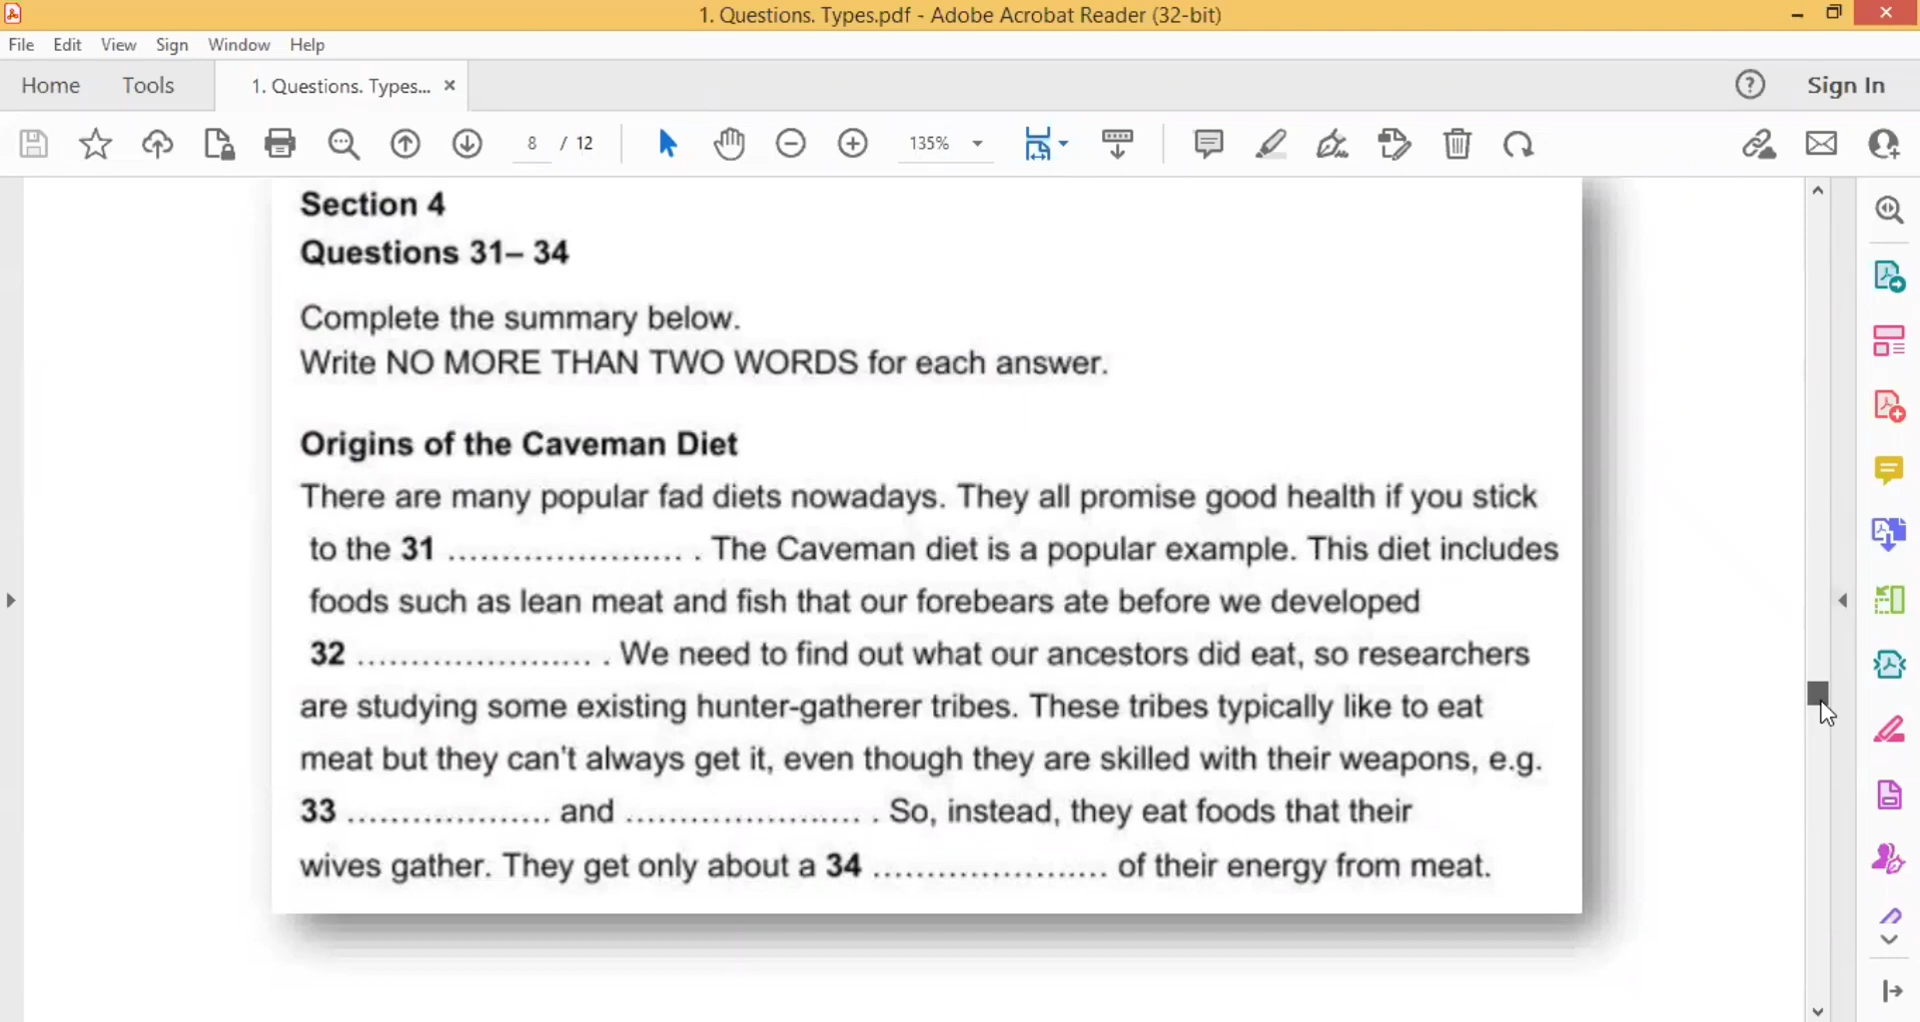 1. Questions. Types.pdf - Adobe Acrobat Reader (32-bit)
File Edit View Sign Window Help
Home Tools 1. Questions. Types... × Sign In
8 / 12 135%
Section 4
Questions 31– 34
Complete the summary below.
Write NO MORE THAN TWO WORDS for each answer.
Origins of the Caveman Diet
There are many popular fad diets nowadays. They all promise good health if you stick
to the 31 ........................ . The Caveman diet is a popular example. This diet includes
foods such as lean meat and fish that our forebears ate before we developed
32 ........................ . We need to find out what our ancestors did eat, so researchers
are studying some existing hunter-gatherer tribes. These tribes typically like to eat
meat but they can't always get it, even though they are skilled with their weapons, e.g.
33 .................... and ........................ . So, instead, they eat foods that their
wives gather. They get only about a 34 ........................ of their energy from meat.